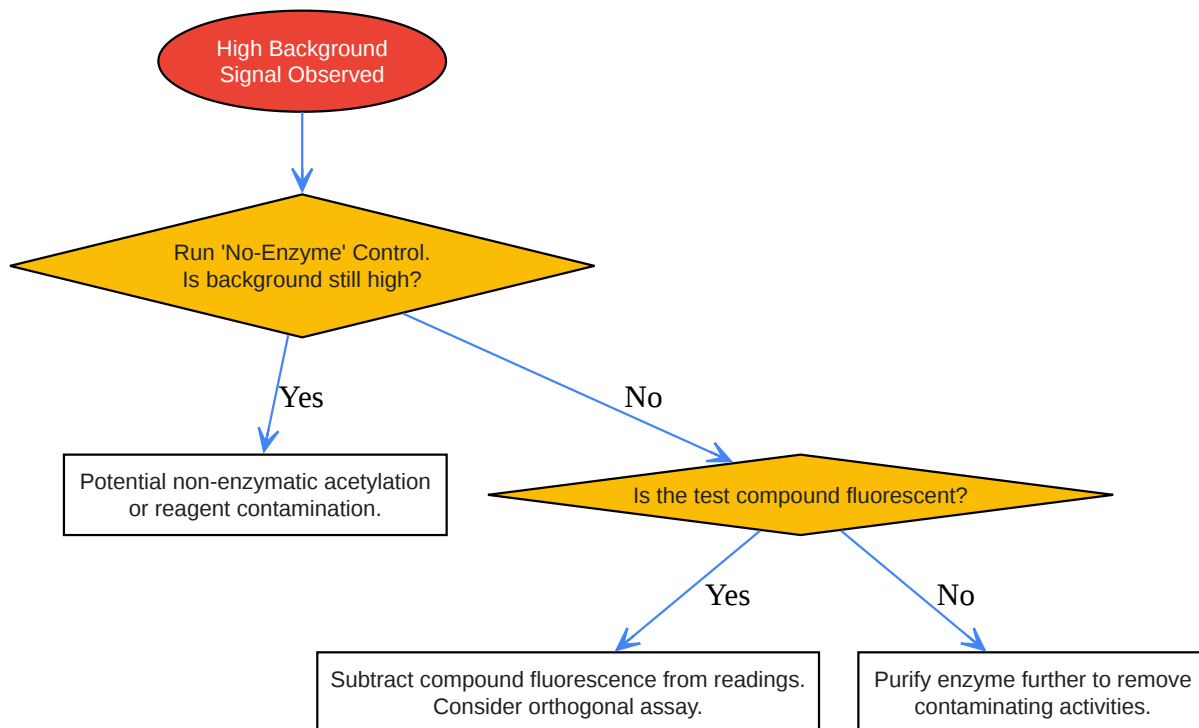 High Background
Signal Observed
Run 'No-Enzyme' Control.
Is background still high?
Yes
No
Potential non-enzymatic acetylation
or reagent contamination.
Is the test compound fluorescent?
Yes
No
Subtract compound fluorescence from readings.
Consider orthogonal assay.
Purify enzyme further to remove
contaminating activities.